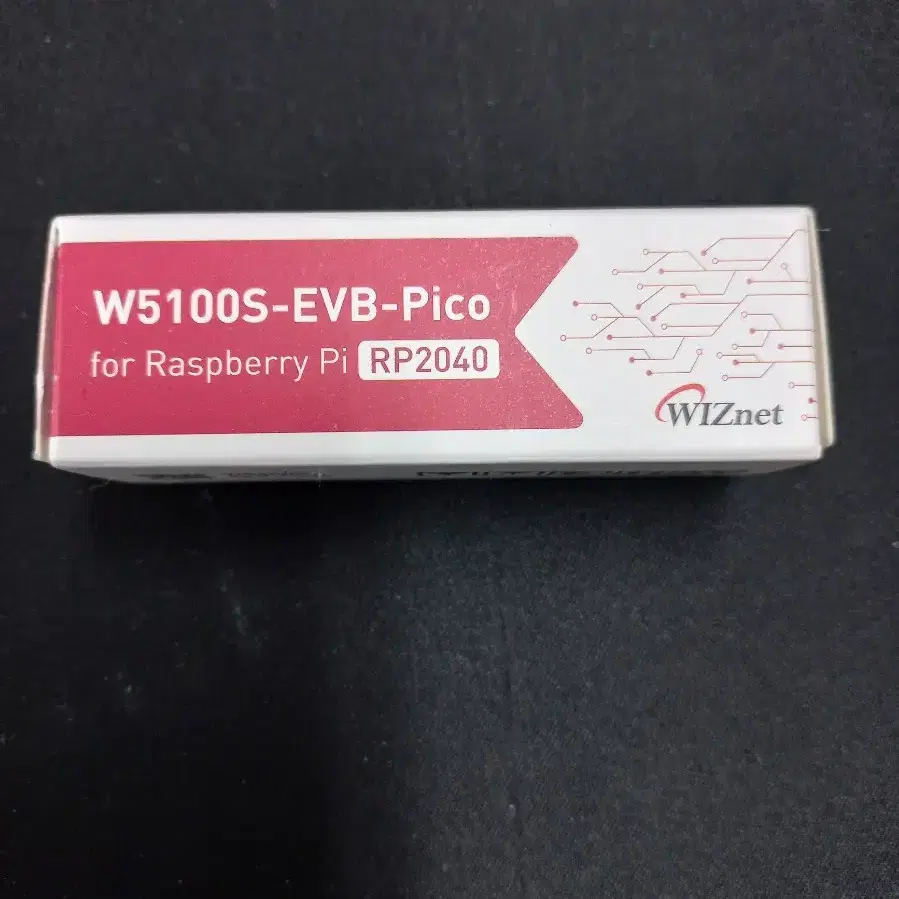 W5100S-EVB-Pico
for Raspberry Pi RP2040
WIZnet